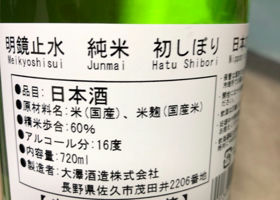 明鏡止水 純米 初しぼり 日本
Meikyoshisui Junmai Hatu Shibori
●品目: 日本酒
●原材料名: 米(国産)、米麹(国産米)
●精米歩合: 60%
●アルコール分: 16度
●内容量: 720ml
●製造者: 大澤酒造株式会社
長野県佐久市茂田井2206番地